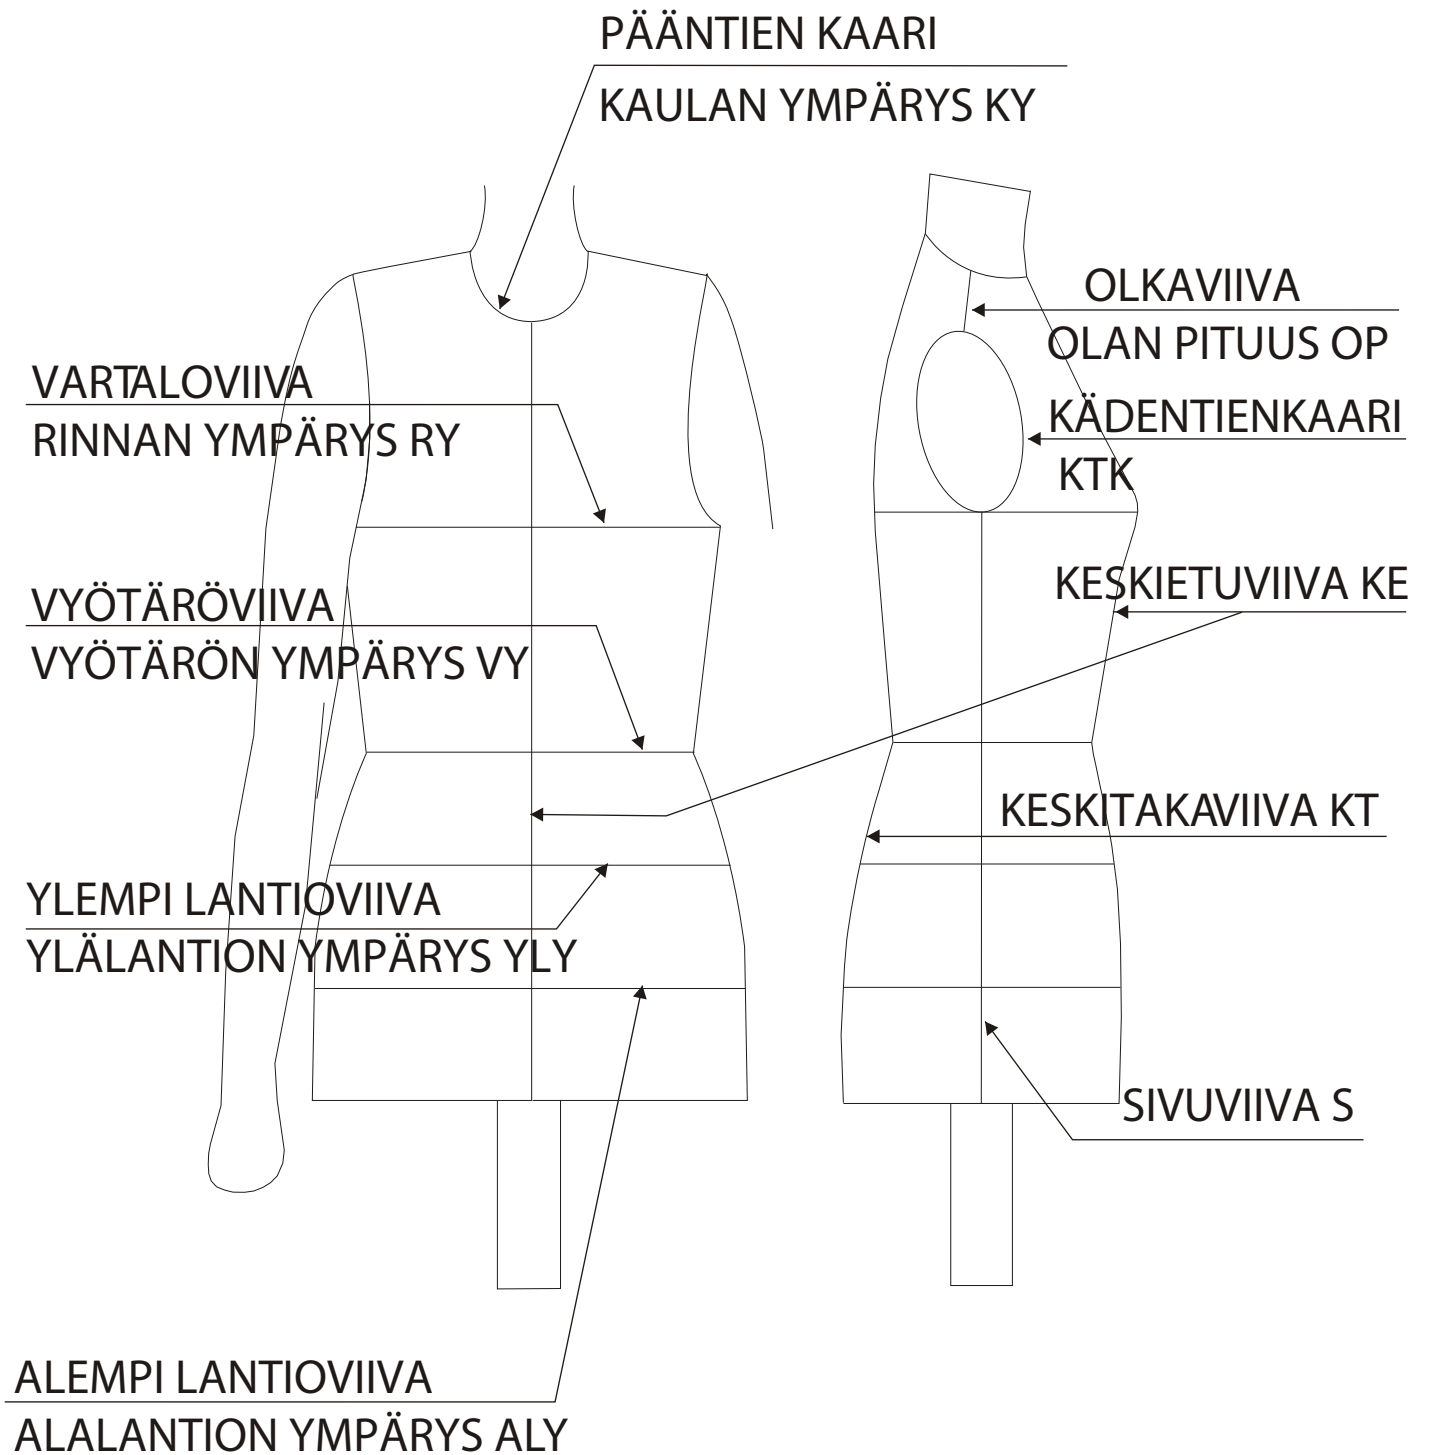 PÄÄNTIEN KAARI
KAULAN YMPÄRYS KY
OLKAVIIVA
OLAN PITUUS OP
VARTALOVIIVA
RINNAN YMPÄRYS RY
KÄDENTIENKAARI
KTK
KESKIETUVIIVA KE
VYÖTÄRÖVIIVA
VYÖTÄRÖN YMPÄRYS VY
KESKITAKAVIIVA KT
YLEMPI LANTIOVIIVA
YLÄLANTION YMPÄRYS YLY
SIVUVIIVA S
ALEMPI LANTIOVIIVA
ALALANTION YMPÄRYS ALY